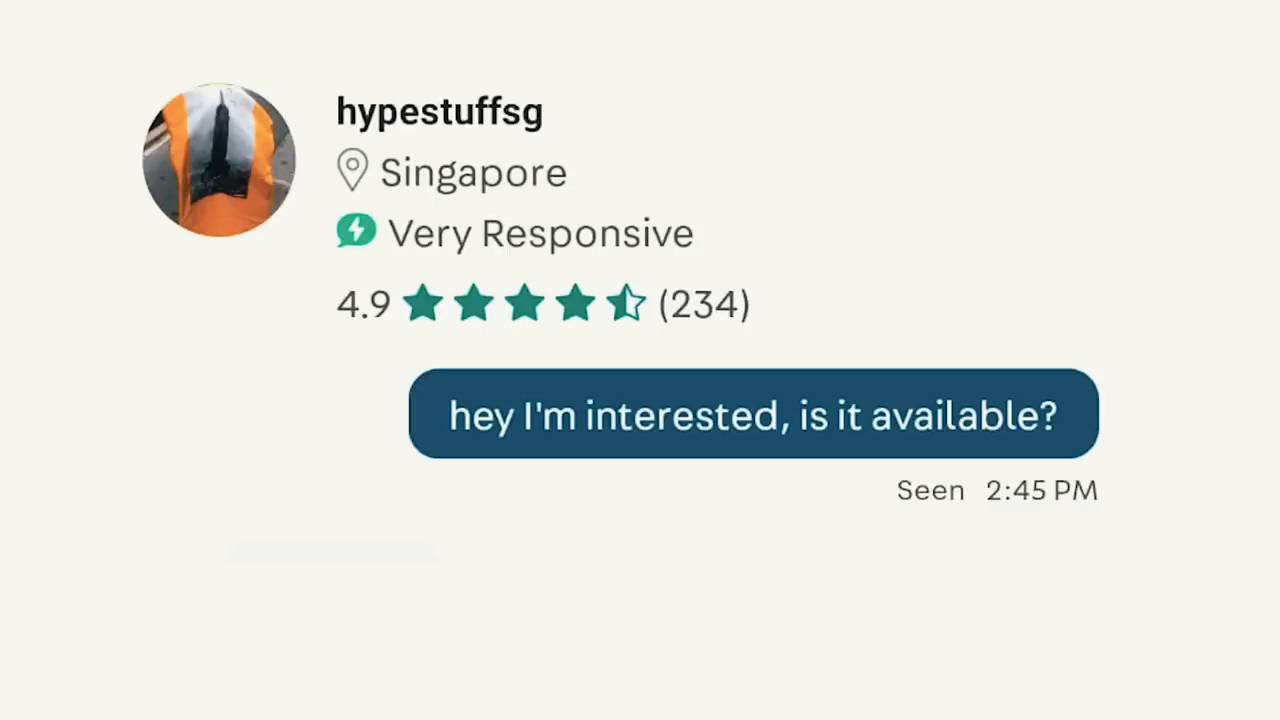 hypestuffsg
Singapore
Very Responsive
4.9 (234)
hey I'm interested, is it available?
Seen 2:45 PM